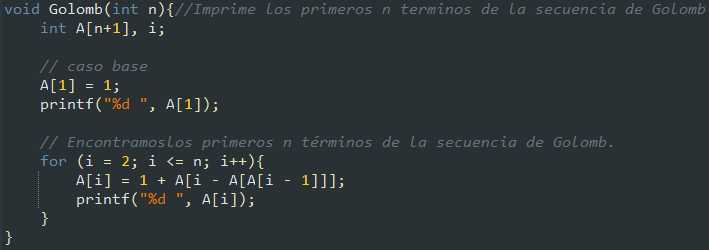 void Golomb(int n){//Imprime los primeros n terminos de la secuencia de Golomb
int A[n+1], i;
// caso base
A[1] = 1;
printf("%d ", A[1]);
// Encontramoslos primeros n términos de la secuencia de Golomb.
for (i = 2; i <= n; i++){
A[i] = 1 + A[i - A[A[i - 1]]];
printf("%d ", A[i]);
}
}